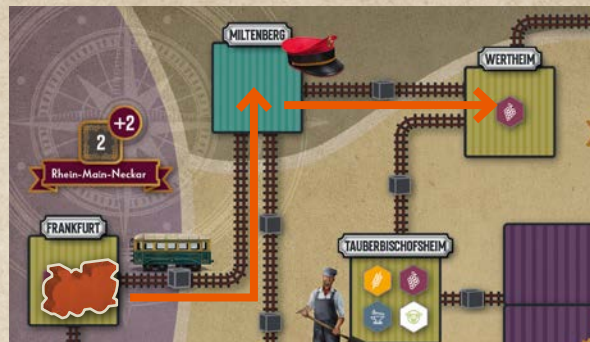 MILTENBERG
WERTHEIM
+2
2
Rhein-Main-Neckar
FRANKFURT
TAUBERBISCHOFSHEIM